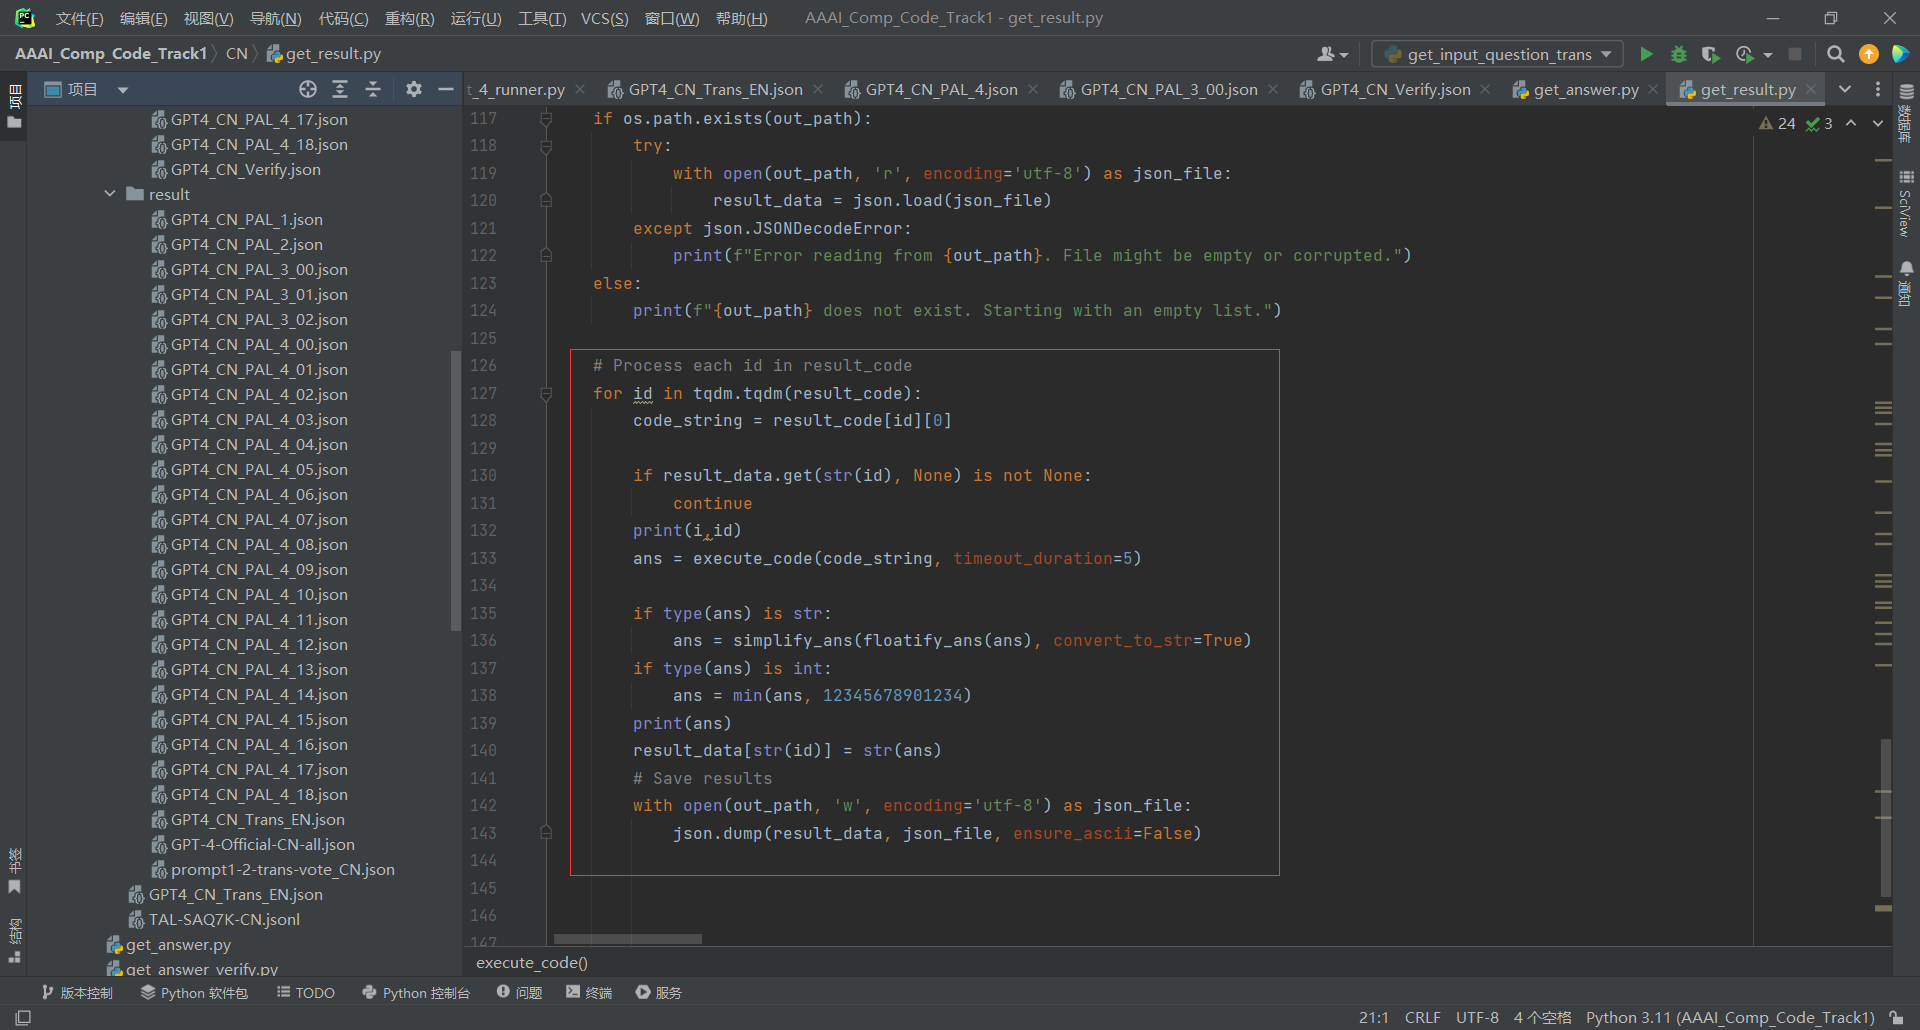 文件(F) 编辑(E) 视图(V) 导航(N) 代码(C) 重构(R) 运行(U) 工具(T) VCS(S) 窗口(W) 帮助(H) AAAI_Comp_Code_Track1 - get_result.py
AAAI_Comp_Code_Track1 CN get_result.py get_input_question_trans
项目
t_4_runner.py GPT4_CN_Trans_EN.json GPT4_CN_PAL_4.json GPT4_CN_PAL_3_00.json GPT4_CN_Verify.json get_answer.py get_result.py
项目
GPT4_CN_PAL_4_17.json
GPT4_CN_PAL_4_18.json
GPT4_CN_Verify.json
result
GPT4_CN_PAL_1.json
GPT4_CN_PAL_2.json
GPT4_CN_PAL_3_00.json
GPT4_CN_PAL_3_01.json
GPT4_CN_PAL_3_02.json
GPT4_CN_PAL_4_00.json
GPT4_CN_PAL_4_01.json
GPT4_CN_PAL_4_02.json
GPT4_CN_PAL_4_03.json
GPT4_CN_PAL_4_04.json
GPT4_CN_PAL_4_05.json
GPT4_CN_PAL_4_06.json
GPT4_CN_PAL_4_07.json
GPT4_CN_PAL_4_08.json
GPT4_CN_PAL_4_09.json
GPT4_CN_PAL_4_10.json
GPT4_CN_PAL_4_11.json
GPT4_CN_PAL_4_12.json
GPT4_CN_PAL_4_13.json
GPT4_CN_PAL_4_14.json
GPT4_CN_PAL_4_15.json
GPT4_CN_PAL_4_16.json
GPT4_CN_PAL_4_17.json
GPT4_CN_PAL_4_18.json
GPT4_CN_Trans_EN.json
GPT-4-Official-CN-all.json
prompt1-2-trans-vote_CN.json
GPT4_CN_Trans_EN.json
TAL-SAQ7K-CN.jsonl
get_answer.py
get_answer_verify.py
书签
结构
24 3
117 if os.path.exists(out_path):
118 try:
119 with open(out_path, 'r', encoding='utf-8') as json_file:
120 result_data = json.load(json_file)
121 except json.JSONDecodeError:
122 print(f"Error reading from {out_path}. File might be empty or corrupted.")
123 else:
124 print(f"{out_path} does not exist. Starting with an empty list.")
125
126 # Process each id in result_code
127 for id in tqdm.tqdm(result_code):
128 code_string = result_code[id][0]
129
130 if result_data.get(str(id), None) is not None:
131 continue
132 print(i,id)
133 ans = execute_code(code_string, timeout_duration=5)
134
135 if type(ans) is str:
136 ans = simplify_ans(floatify_ans(ans), convert_to_str=True)
137 if type(ans) is int:
138 ans = min(ans, 12345678901234)
139 print(ans)
140 result_data[str(id)] = str(ans)
141 # Save results
142 with open(out_path, 'w', encoding='utf-8') as json_file:
143 json.dump(result_data, json_file, ensure_ascii=False)
144
145
146
147
execute_code()
数据库
SciView
通知
版本控制 Python 软件包 TODO Python 控制台 问题 终端 服务
21:1 CRLF UTF-8 4 个空格 Python 3.11 (AAAI_Comp_Code_Track1)